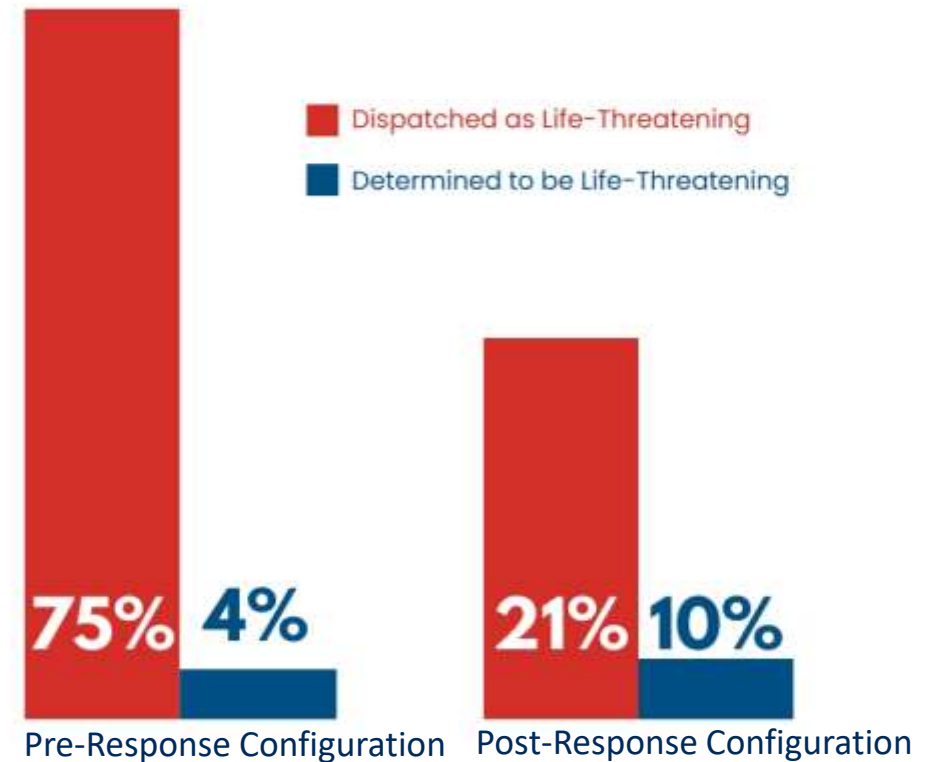 Dispatched as Life-Threatening
Determined to be Life-Threatening
75%
4%
21%
10%
Pre-Response Configuration
Post-Response Configuration